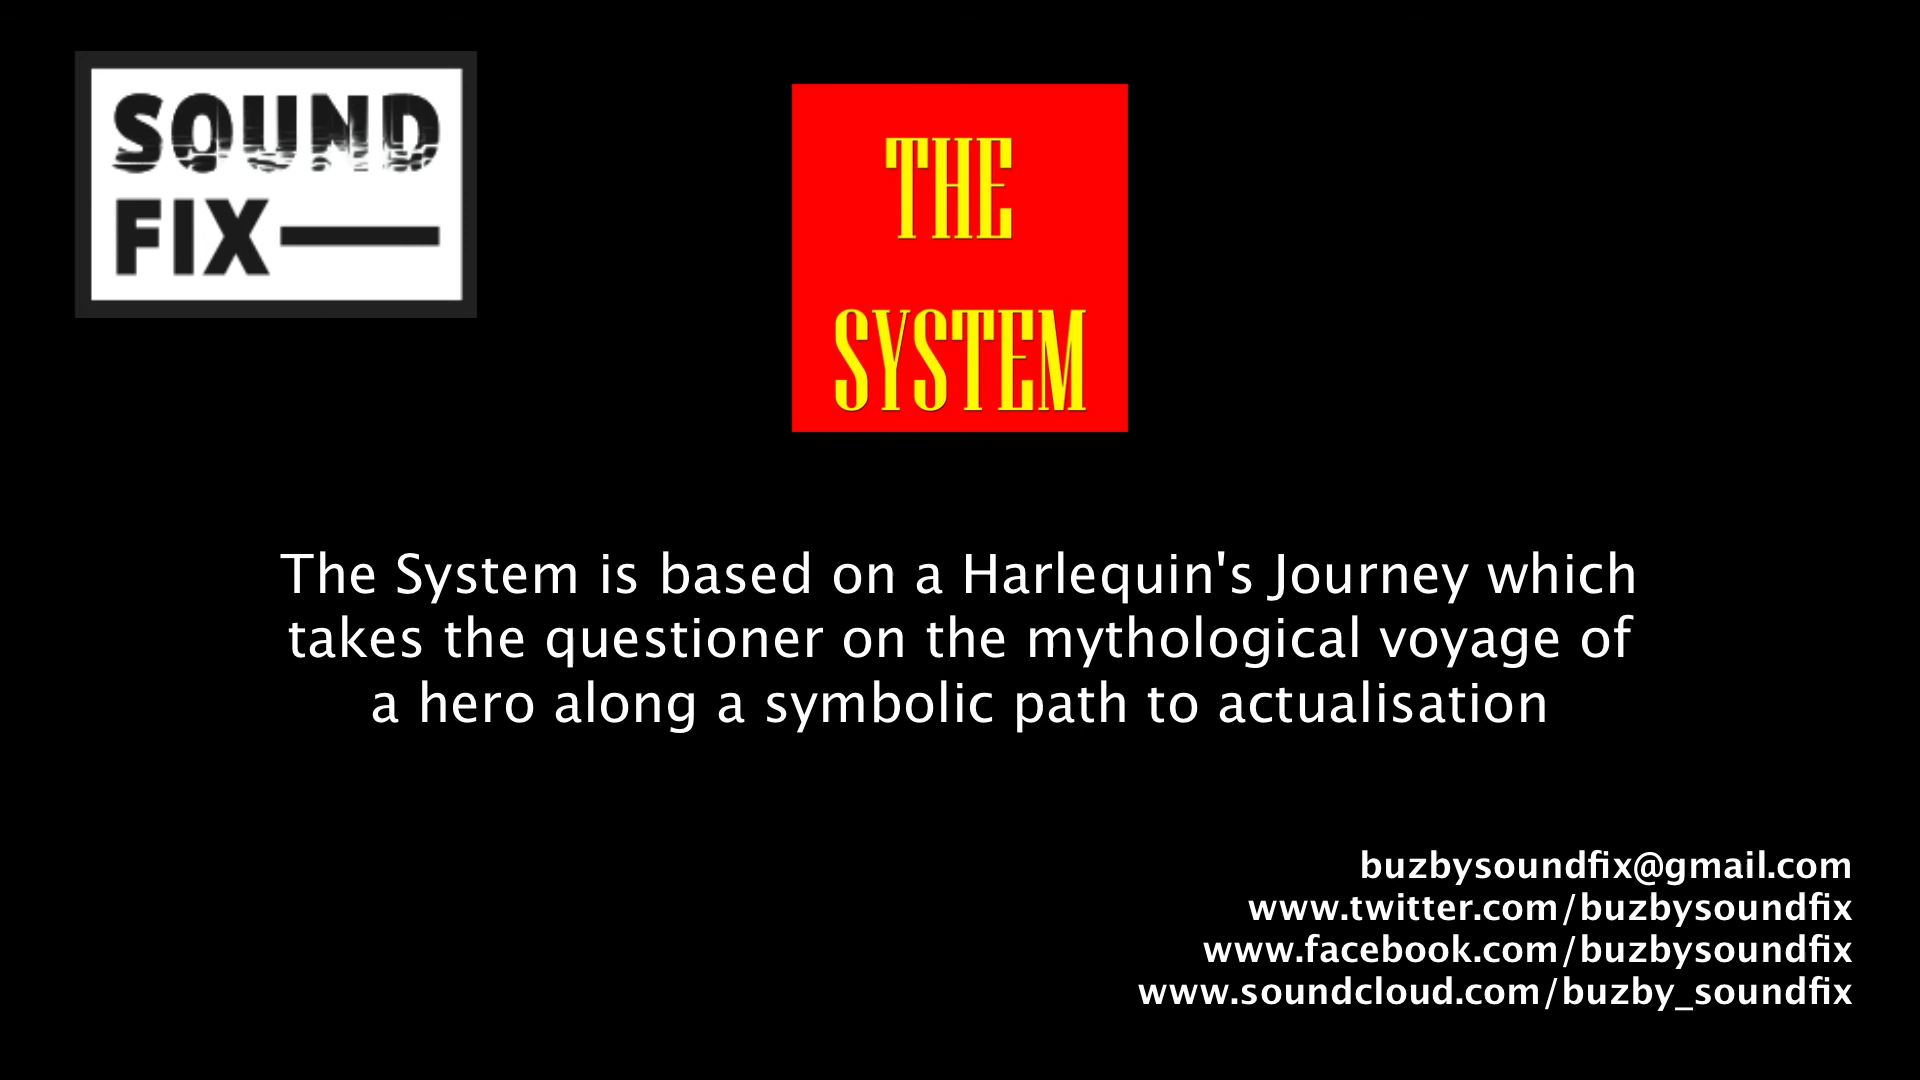 SOUND
FIX
THE
SYSTEM
The System is based on a Harlequin's Journey which
takes the questioner on the mythological voyage of
a hero along a symbolic path to actualisation
buzbysoundfix@gmail.com
www.twitter.com/buzbysoundfix
www.facebook.com/buzbysoundfix
www.soundcloud.com/buzby_soundfix